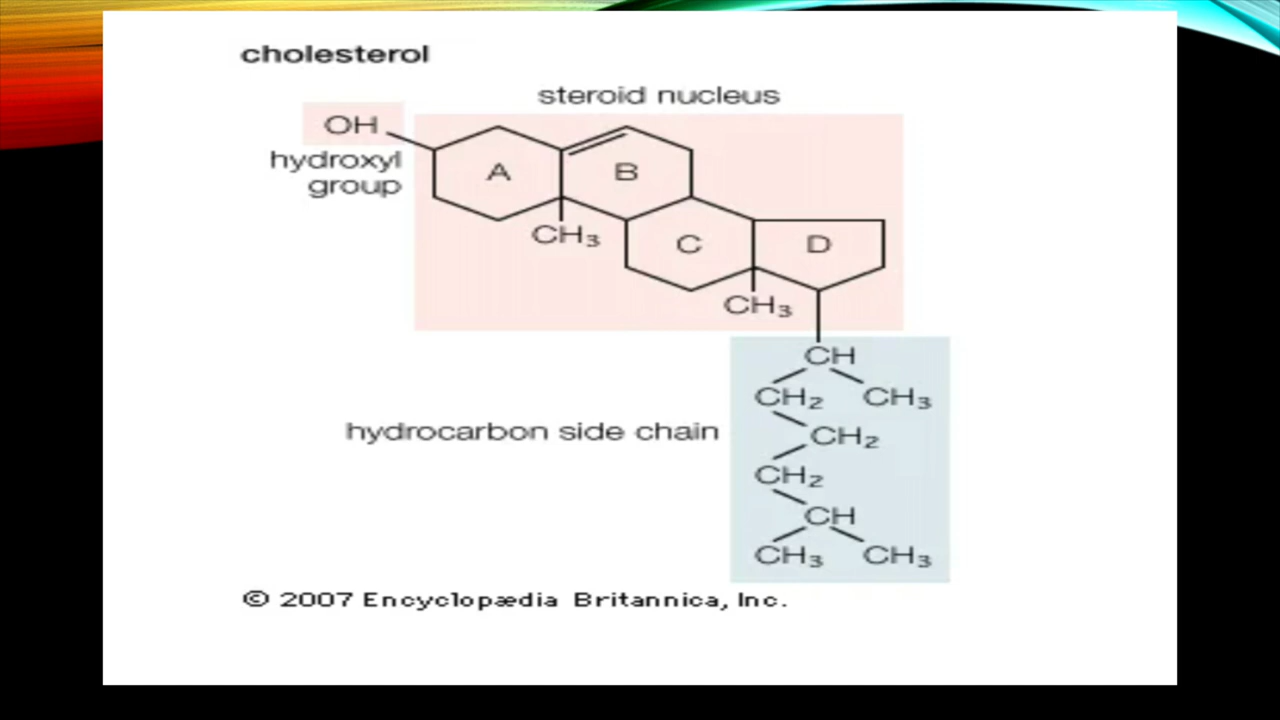 cholesterol
steroid nucleus
OH
hydroxyl
group
A
B
CH₃
C
D
CH₃
CH
CH₂ CH₃
hydrocarbon side chain
CH₂
CH₂
CH
CH₃ CH₃
© 2007 Encyclopædia Britannica, Inc.